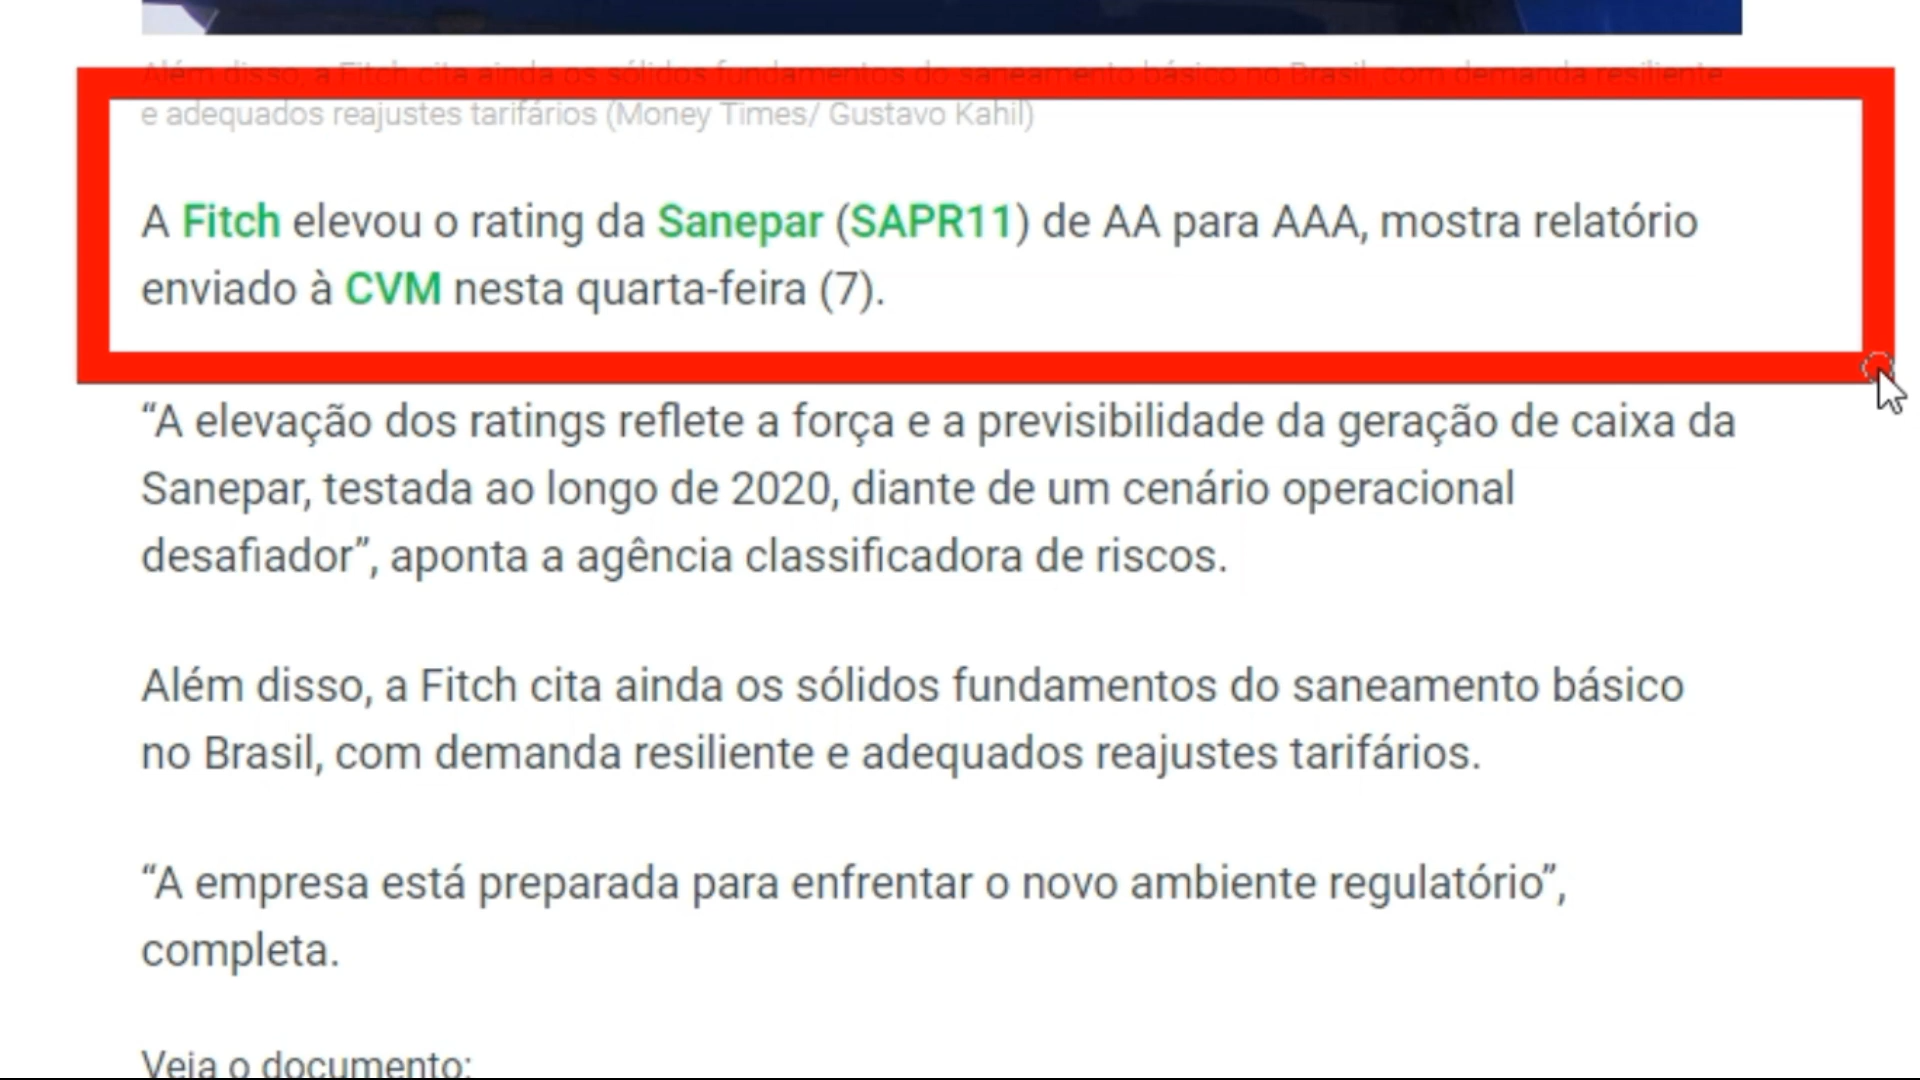 Além disso, a Fitch cita ainda os sólidos fundamentos do saneamento básico no Brasil, com demanda resiliente
e adequados reajustes tarifários (Money Times/ Gustavo Kahil)
A Fitch elevou o rating da Sanepar (SAPR11) de AA para AAA, mostra relatório
enviado à CVM nesta quarta-feira (7).
“A elevação dos ratings reflete a força e a previsibilidade da geração de caixa da
Sanepar, testada ao longo de 2020, diante de um cenário operacional
desafiador”, aponta a agência classificadora de riscos.
Além disso, a Fitch cita ainda os sólidos fundamentos do saneamento básico
no Brasil, com demanda resiliente e adequados reajustes tarifários.
“A empresa está preparada para enfrentar o novo ambiente regulatório”,
completa.
Veja o documento: